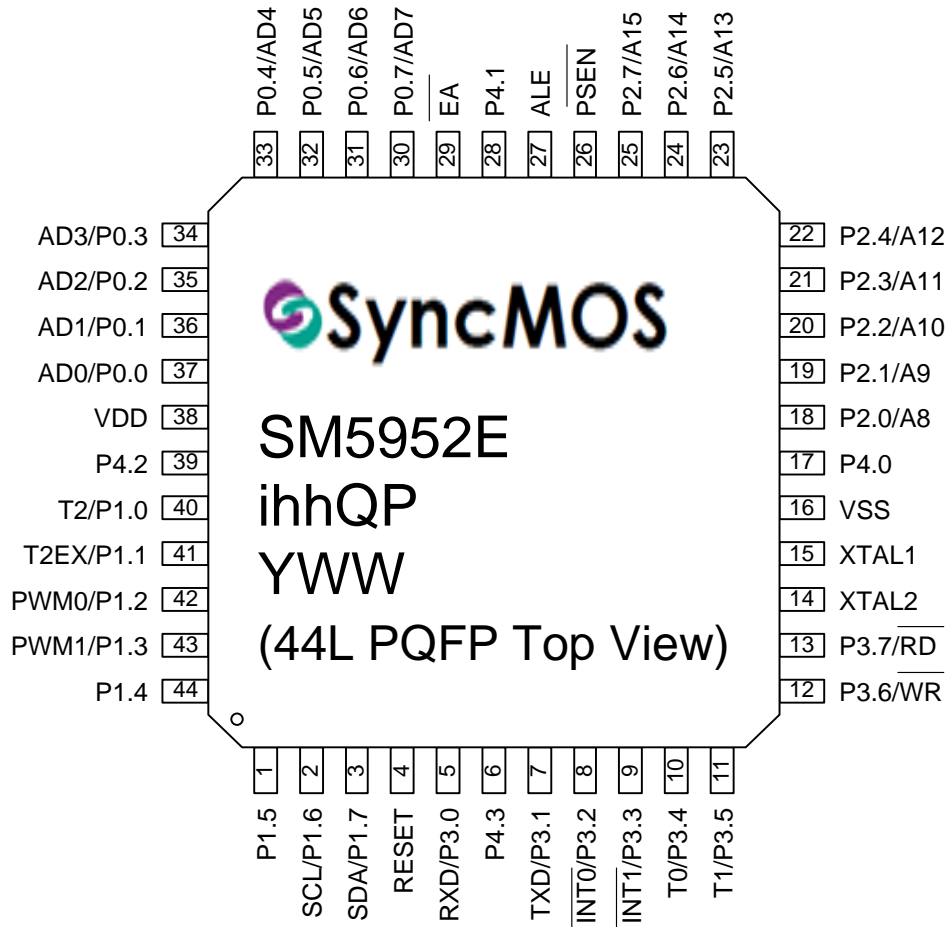 P0.4/AD4
P0.5/AD5
P0.6/AD6
P0.7/AD7
EA
P4.1
ALE
PSEN
P2.7/A15
P2.6/A14
P2.5/A13
33
32
31
30
29
28
27
26
25
24
23
AD3/P0.3 34
AD2/P0.2 35
AD1/P0.1 36
AD0/P0.0 37
VDD 38
P4.2 39
T2/P1.0 40
T2EX/P1.1 41
PWM0/P1.2 42
PWM1/P1.3 43
P1.4 44
SyncMOS
SM5952E
ihhQP
YWW
(44L PQFP Top View)
22 P2.4/A12
21 P2.3/A11
20 P2.2/A10
19 P2.1/A9
18 P2.0/A8
17 P4.0
16 VSS
15 XTAL1
14 XTAL2
13 P3.7/RD
12 P3.6/WR
1
2
3
4
5
6
7
8
9
10
11
P1.5
SCL/P1.6
SDA/P1.7
RESET
RXD/P3.0
P4.3
TXD/P3.1
INT0/P3.2
INT1/P3.3
T0/P3.4
T1/P3.5